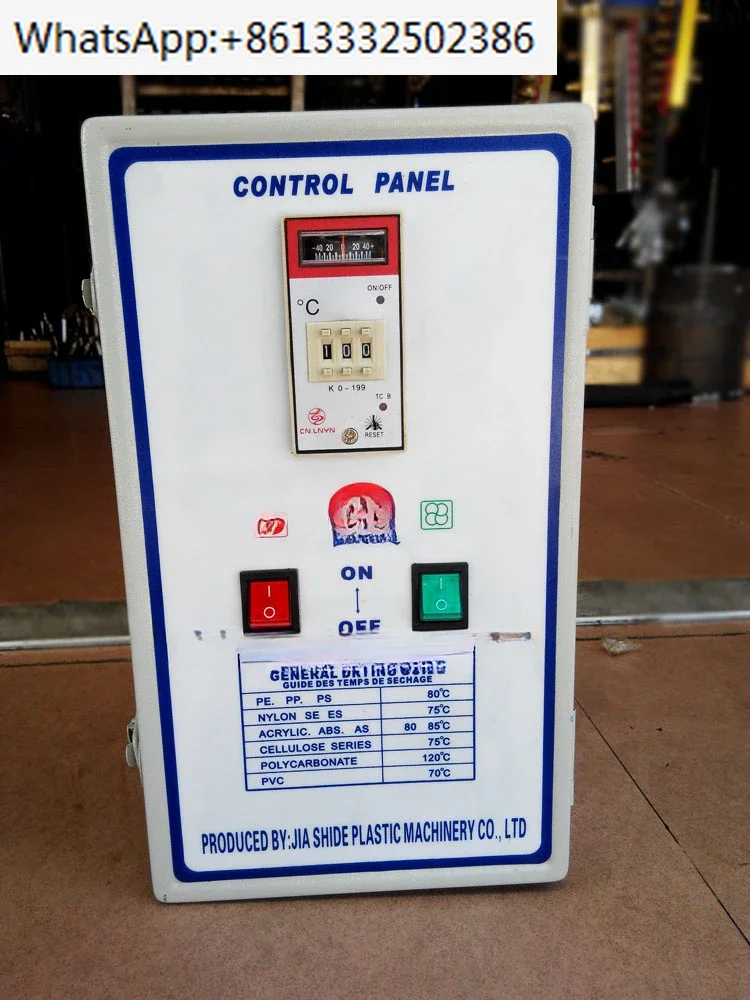 WhatsApp:+8613332502386
CONTROL PANEL
-40 20 0 20 40+
ON/OFF
°C
1 0 0
K 0-199
TC B
CN.LNYN
RESET
ON
I I
O O
OFF
GENERAL
GUIDE DES TEMPS DE SECHAGE
PE. PP. PS 80℃
NYLON SE ES 75℃
ACRYLIC. ABS. AS 80 85℃
CELLULOSE SERIES 75℃
POLYCARBONATE 120℃
PVC 70℃
PRODUCED BY:JIA SHIDE PLASTIC MACHINERY CO., LTD